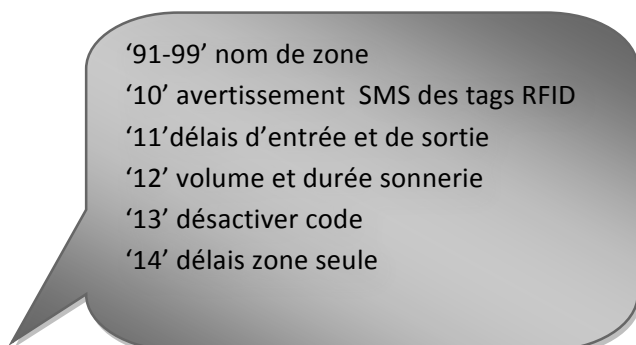 ‘91-99’ nom de zone
‘10’ avertissement  SMS des tags RFID
‘11’délais d’entrée et de sortie
‘12’ volume et durée sonnerie
‘13’ désactiver code
‘14’ délais zone seule